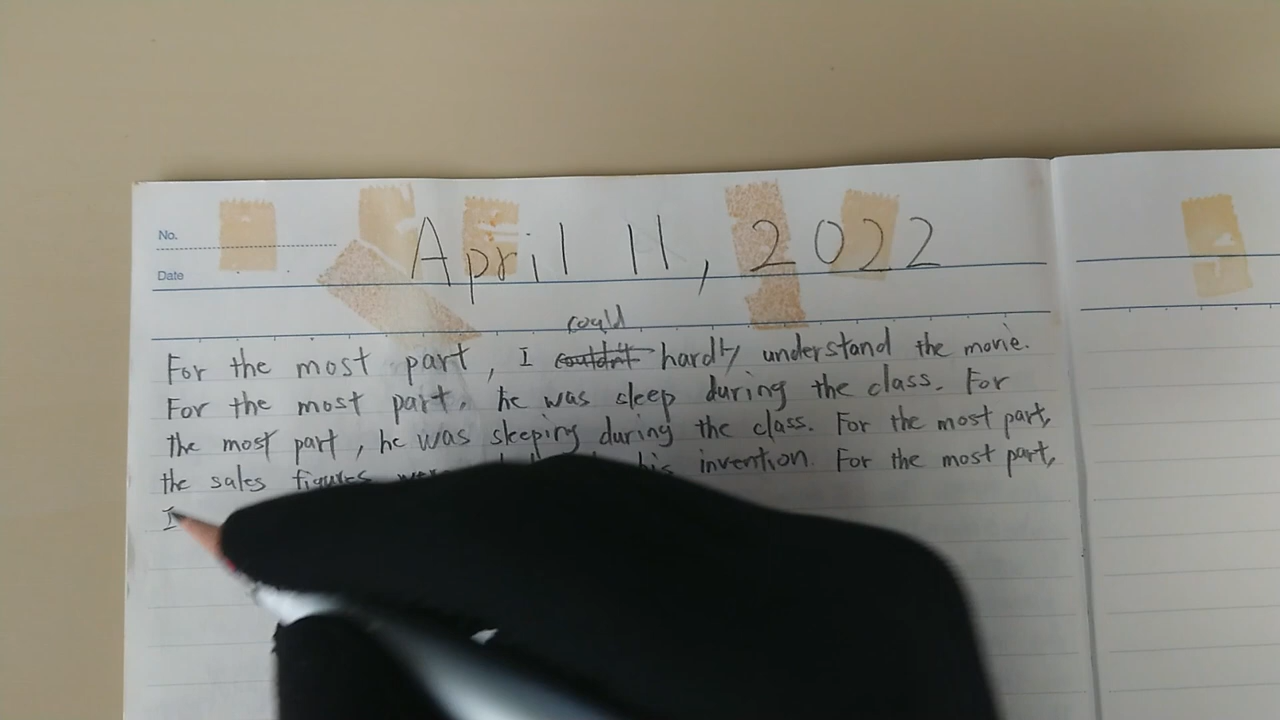 No.
April 11, 2022
Date
could
For the most part, I couldn't hardly understand the movie.
For the most part, he was sleep during the class. For
the most part, he was sleeping during the class. For the most part,
the sales figures were his invention. For the most part,
I